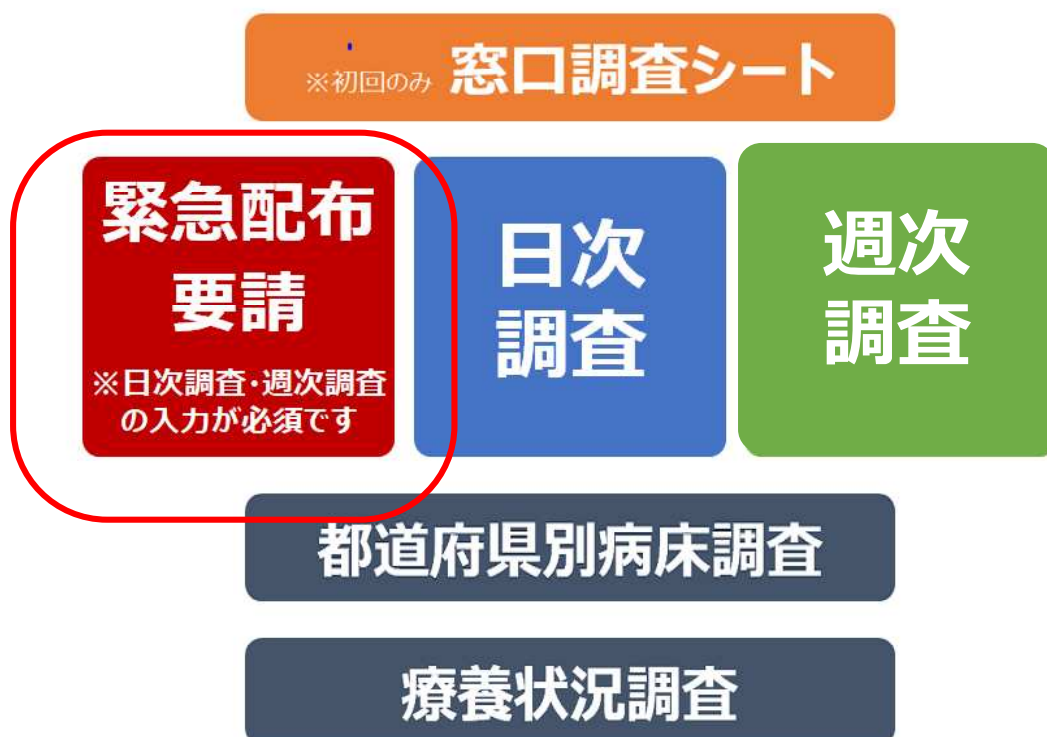 ※初回のみ 窓口調査シート
緊急配布
要請
※日次調査・週次調査
の入力が必須です
日次
調査
週次
調査
都道府県別病床調査
療養状況調査